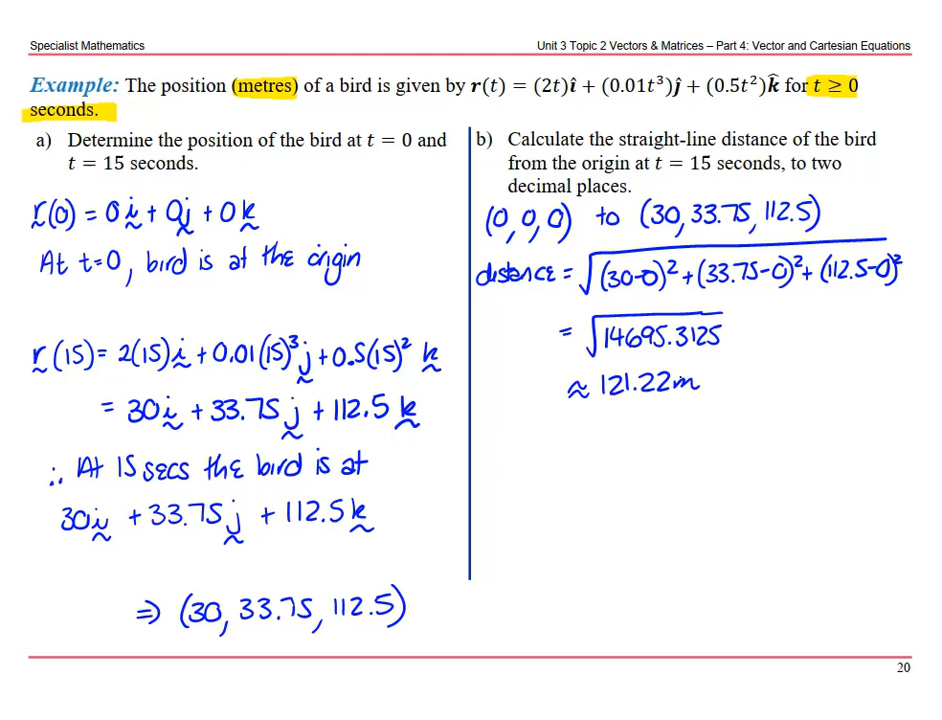 Specialist Mathematics
Unit 3 Topic 2 Vectors & Matrices – Part 4: Vector and Cartesian Equations
Example: The position (metres) of a bird is given by r(t) = (2t)î + (0.01t³)ĵ + (0.5t²)k̂ for t ≥ 0
seconds.
a) Determine the position of the bird at t = 0 and
t = 15 seconds.
r(0) = 0i + 0j + 0k
At t=0, bird is at the origin
r(15) = 2(15)i + 0.01(15)³j + 0.5(15)² k
= 30i + 33.75j + 112.5k
∴ At 15 secs the bird is at
30i + 33.75j + 112.5k
⇒ (30, 33.75, 112.5)
b) Calculate the straight-line distance of the bird
from the origin at t = 15 seconds, to two
decimal places.
(0, 0, 0) to (30, 33.75, 112.5)
distance = √((30-0)² + (33.75-0)² + (112.5-0)²)
= √14695.3125
≈ 121.22m
20